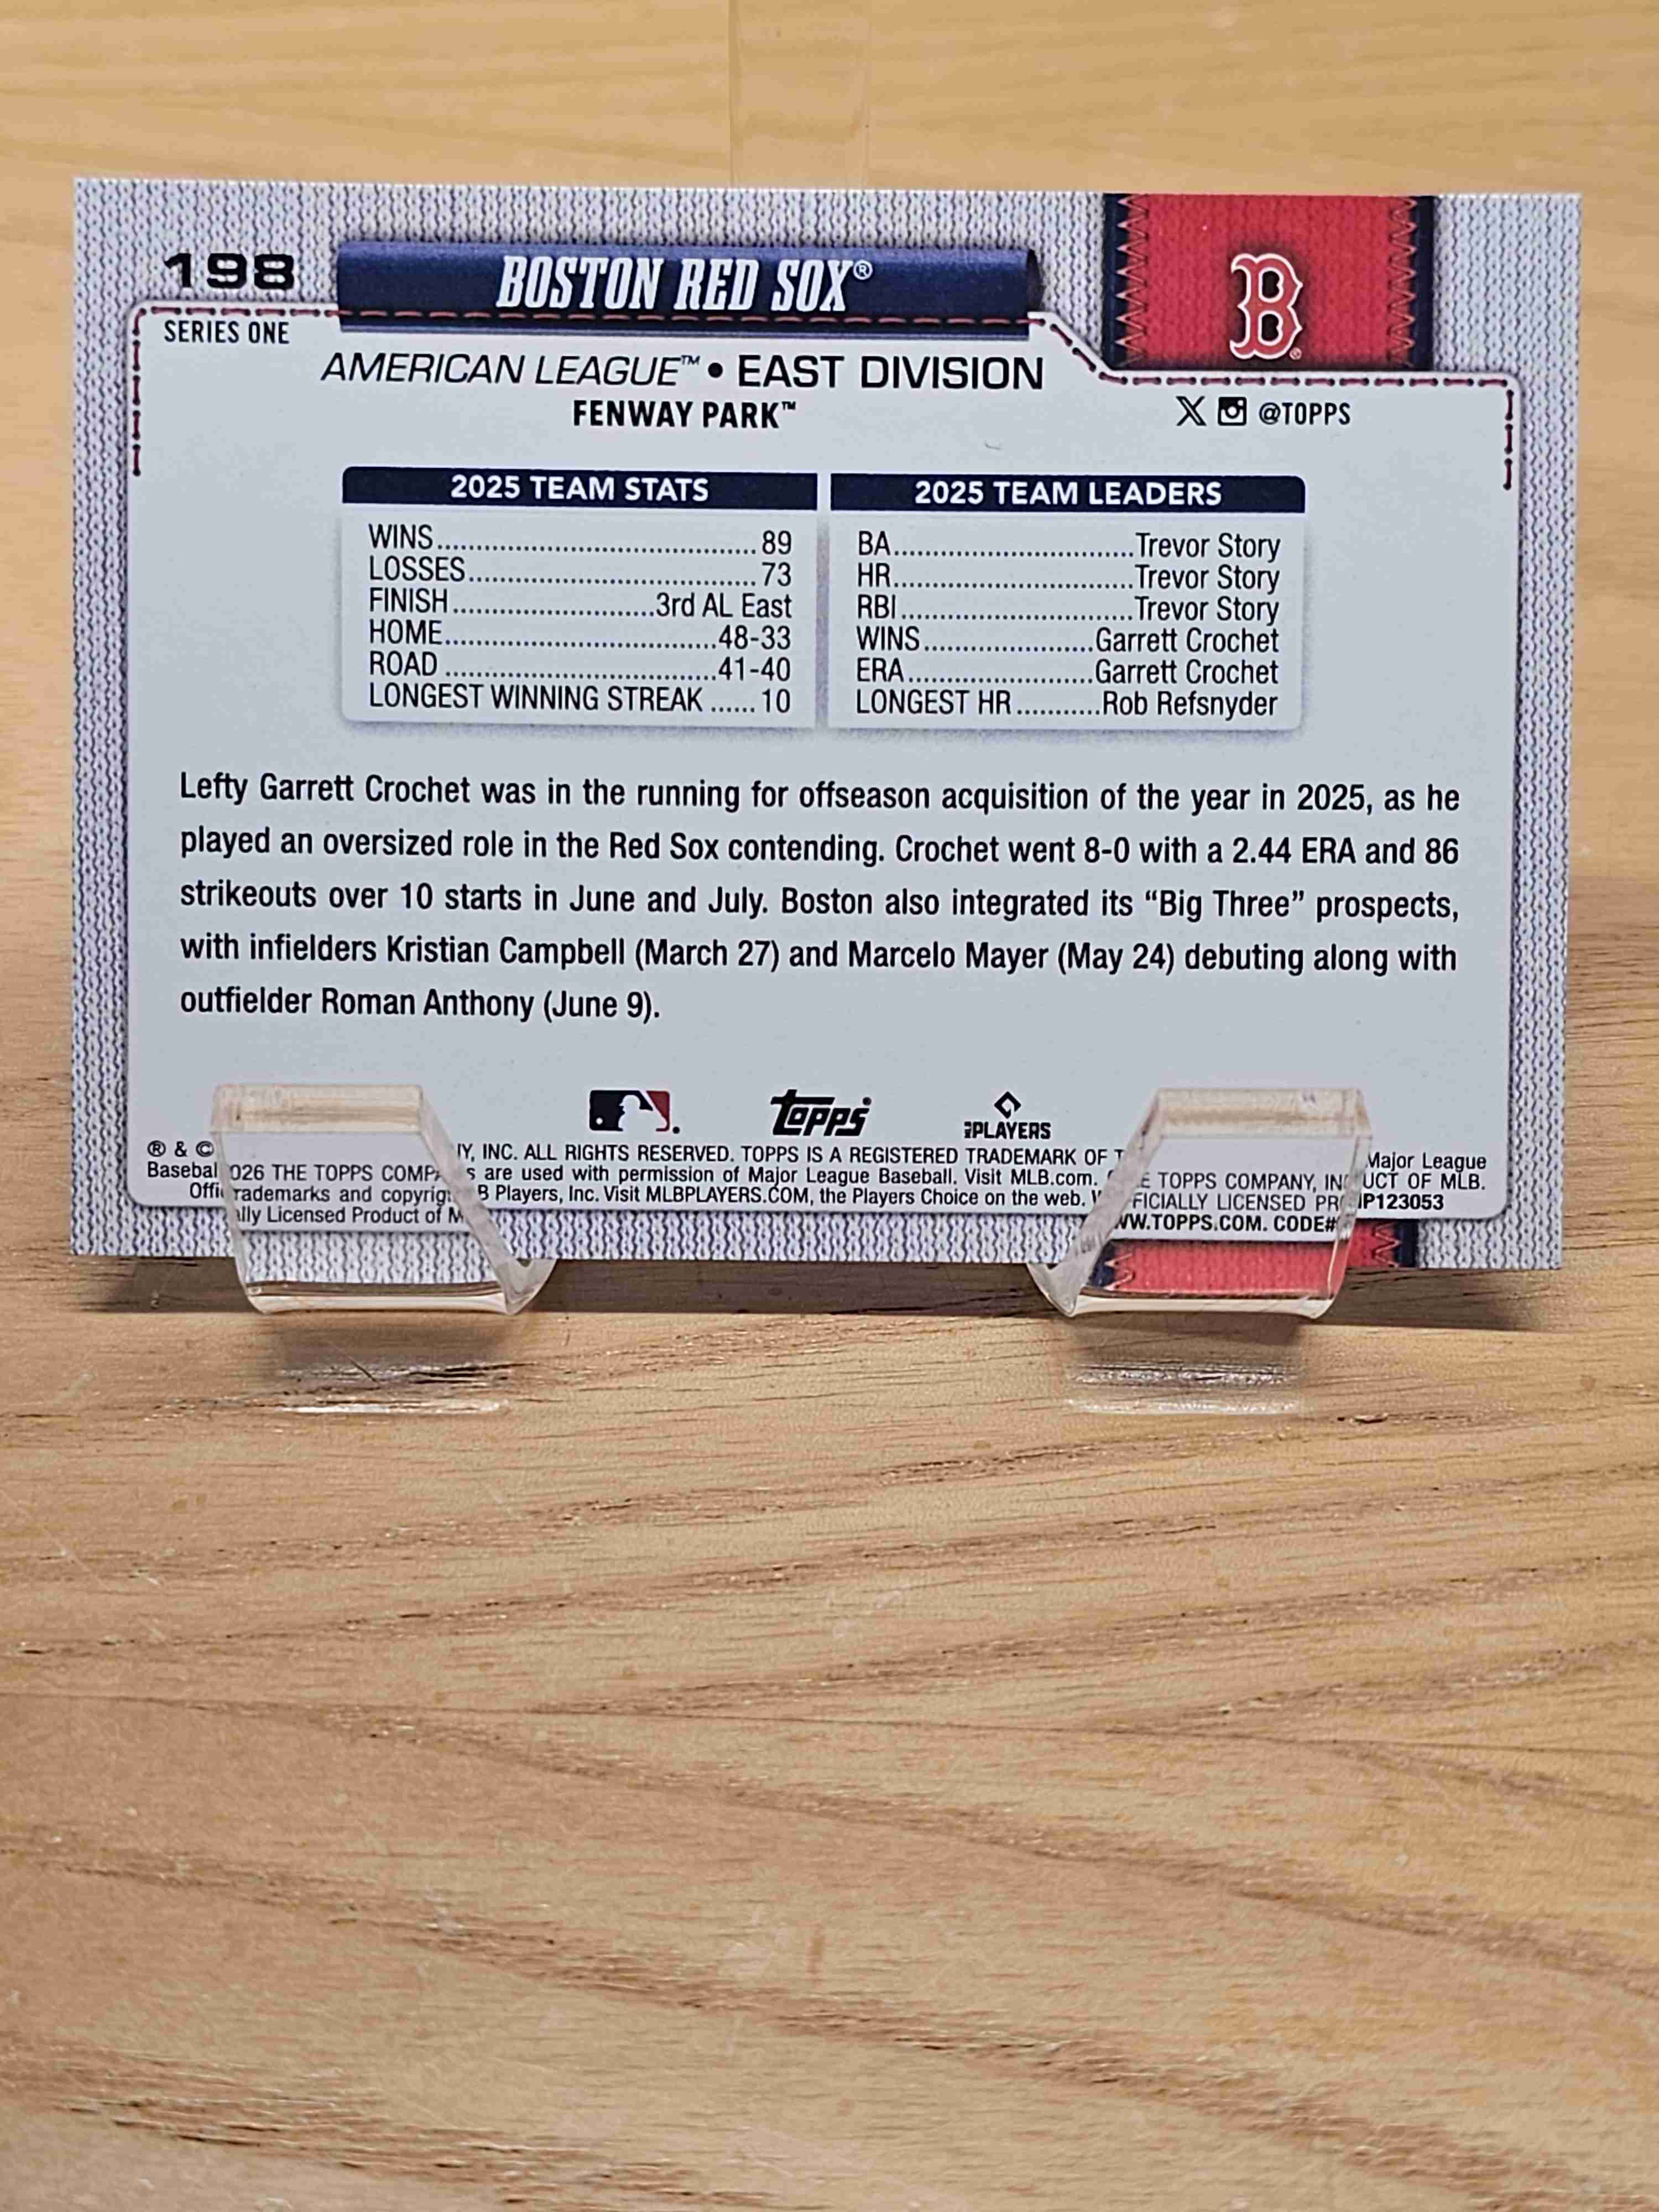 198
BOSTON RED SOX®
B
SERIES ONE
AMERICAN LEAGUE™ • EAST DIVISION
FENWAY PARK™
X @TOPPS
2025 TEAM STATS
WINS........................................89
LOSSES....................................73
FINISH.........................3rd AL East
HOME..................................48-33
ROAD..................................41-40
LONGEST WINNING STREAK ......10
2025 TEAM LEADERS
BA..............................Trevor Story
HR..............................Trevor Story
RBI.............................Trevor Story
WINS.....................Garrett Crochet
ERA.......................Garrett Crochet
LONGEST HR...........Rob Refsnyder
Lefty Garrett Crochet was in the running for offseason acquisition of the year in 2025, as he
played an oversized role in the Red Sox contending. Crochet went 8-0 with a 2.44 ERA and 86
strikeouts over 10 starts in June and July. Boston also integrated its “Big Three” prospects,
with infielders Kristian Campbell (March 27) and Marcelo Mayer (May 24) debuting along with
outfielder Roman Anthony (June 9).
topps
PLAYERS
® & © 026 THE TOPPS COMPA Y, INC. ALL RIGHTS RESERVED. TOPPS IS A REGISTERED TRADEMARK OF T E TOPPS COMPANY, IN Major League
Basebal rademarks and copyrig s are used with permission of Major League Baseball. Visit MLB.com. FICIALLY LICENSED PR UCT OF MLB.
Offi ally Licensed Product of M B Players, Inc. Visit MLBPLAYERS.COM, the Players Choice on the web. WW.TOPPS.COM. CODE# P123053